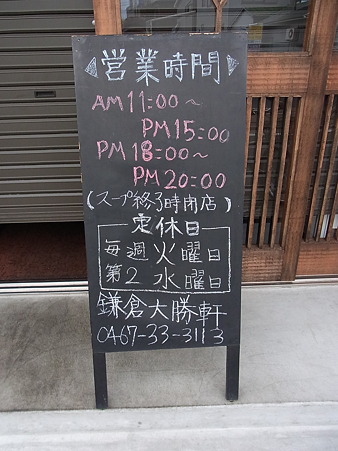 営業時間
AM11:00～
PM15:00
PM18:00～
PM20:00
(スープ終了時閉店)
定休日
毎週火曜日
第2水曜日
鎌倉大勝軒
0467-33-3113